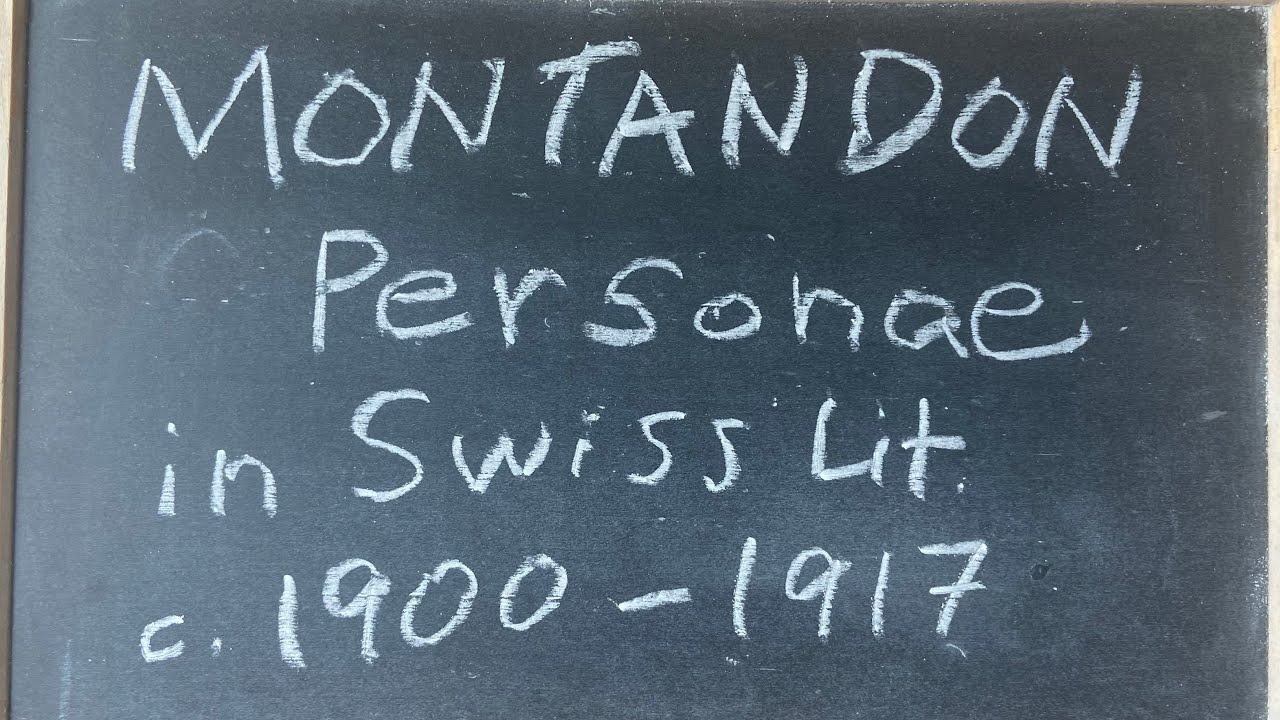 MONTANDON
Personae
in Swiss Lit.
c. 1900-1917